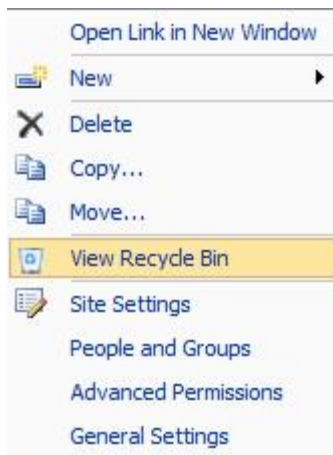 Open Link in New Window
New
Delete
Copy...
Move...
View Recycle Bin
Site Settings
People and Groups
Advanced Permissions
General Settings